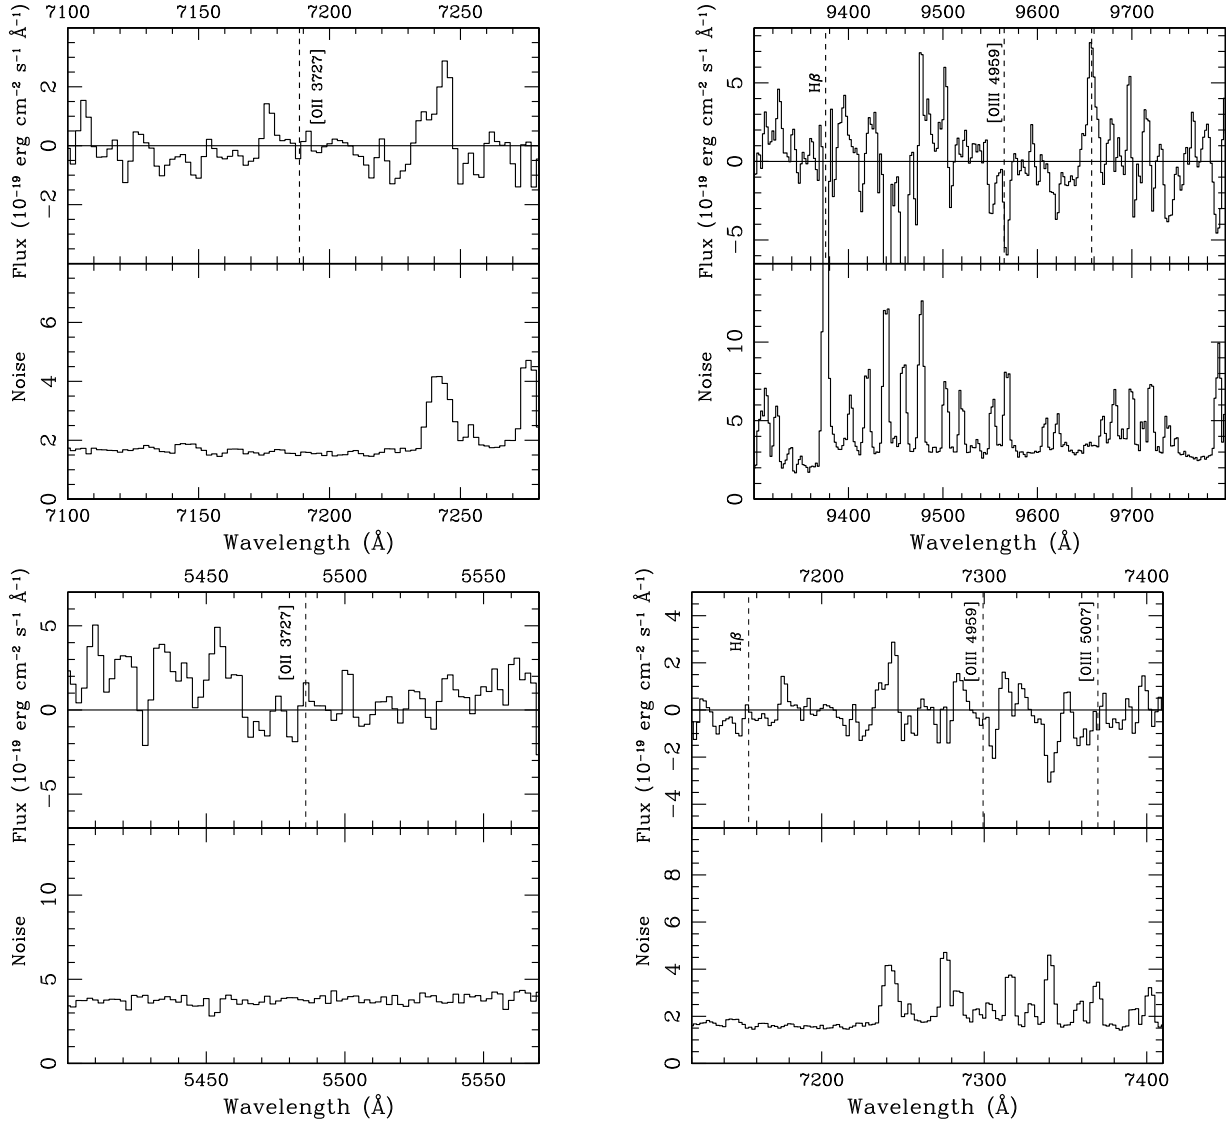 7100 7150 7200 7250
Flux (10⁻¹⁹ erg cm⁻² s⁻¹ Å⁻¹)
2
0
−2
[OII 3727]
Noise
6
4
2
0
7100 7150 7200 7250
Wavelength (Å)
9400 9500 9600 9700
Flux (10⁻¹⁹ erg cm⁻² s⁻¹ Å⁻¹)
5
0
−5
Hβ
[OIII 4959]
Noise
10
5
0
9400 9500 9600 9700
Wavelength (Å)
5450 5500 5550
Flux (10⁻¹⁹ erg cm⁻² s⁻¹ Å⁻¹)
5
0
−5
[OII 3727]
Noise
10
5
0
5450 5500 5550
Wavelength (Å)
7200 7300 7400
Flux (10⁻¹⁹ erg cm⁻² s⁻¹ Å⁻¹)
4
2
0
−2
−4
Hβ
[OIII 4959]
[OIII 5007]
Noise
8
6
4
2
0
7200 7300 7400
Wavelength (Å)